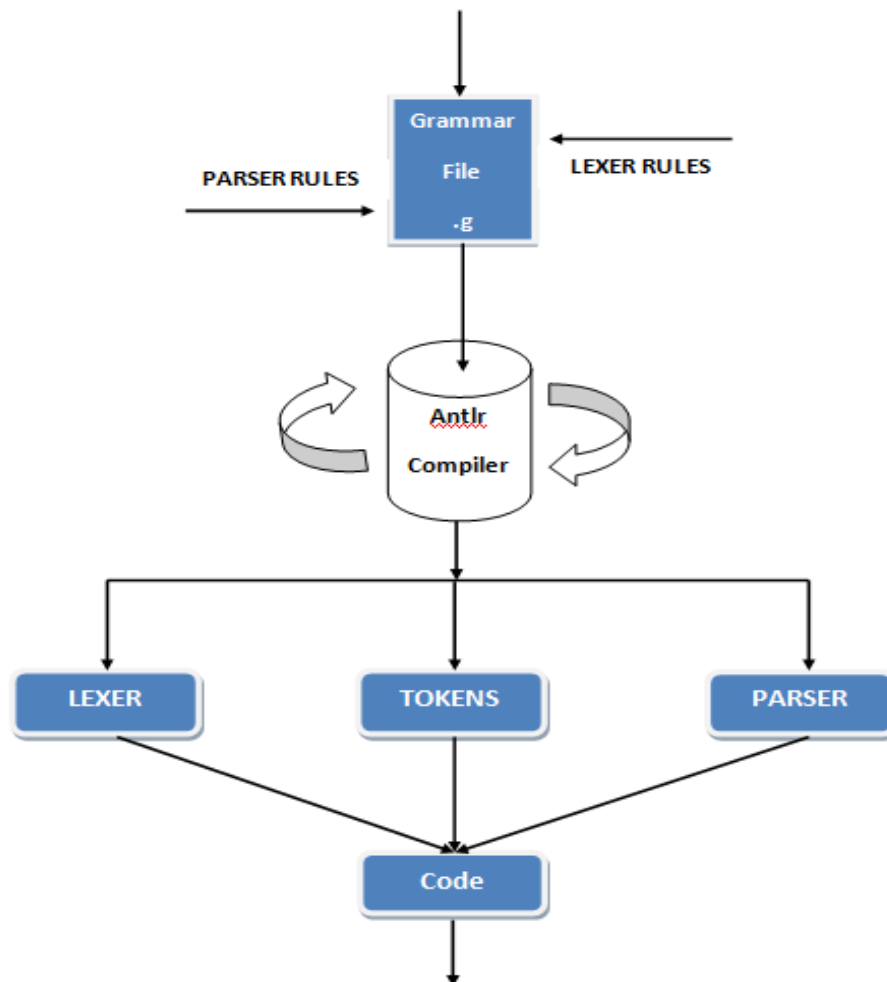 Grammar
File
.g
PARSER RULES
LEXER RULES
Antlr
Compiler
LEXER
TOKENS
PARSER
Code